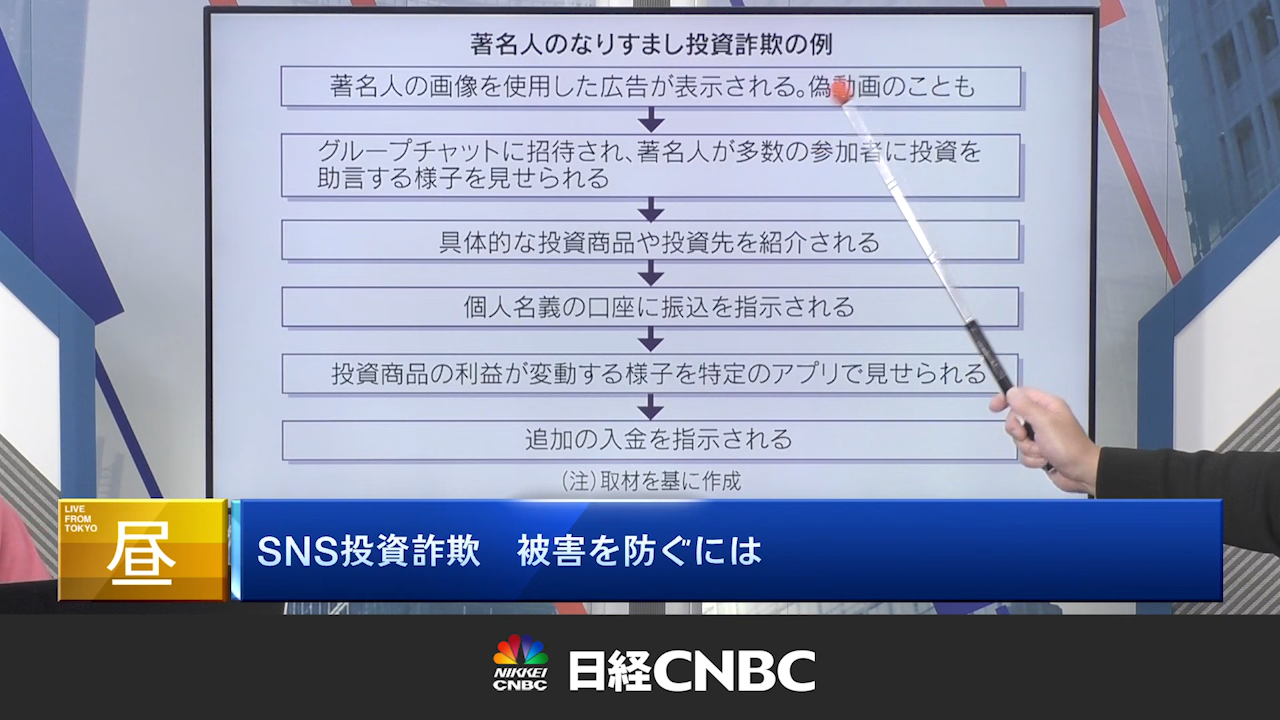 著名人のなりすまし投資詐欺の例
著名人の画像を使用した広告が表示される。偽動画のことも
グループチャットに招待され、著名人が多数の参加者に投資を
助言する様子を見せられる
具体的な投資商品や投資先を紹介される
個人名義の口座に振込を指示される
投資商品の利益が変動する様子を特定のアプリで見せられる
追加の入金を指示される
(注)取材を基に作成
LIVE
FROM
TOKYO
昼
SNS投資詐欺 被害を防ぐには
NIKKEI
CNBC
日経CNBC